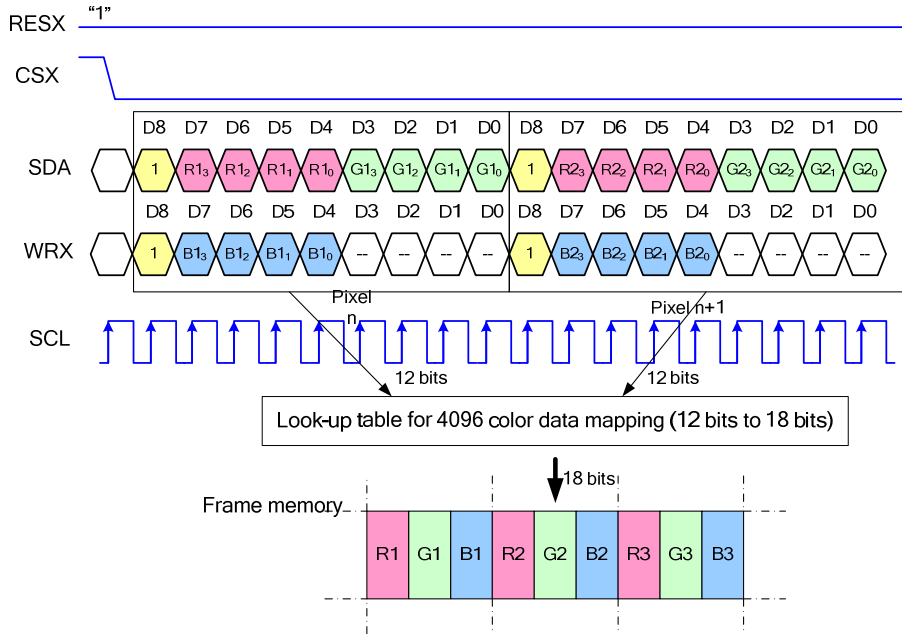 RESX “1”
CSX
D8 D7 D6 D5 D4 D3 D2 D1 D0 D8 D7 D6 D5 D4 D3 D2 D1 D0
SDA 1 R1₃ R1₂ R1₁ R1₀ G1₃ G1₂ G1₁ G1₀ 1 R2₃ R2₂ R2₁ R2₀ G2₃ G2₂ G2₁ G2₀
D8 D7 D6 D5 D4 D3 D2 D1 D0 D8 D7 D6 D5 D4 D3 D2 D1 D0
WRX 1 B1₃ B1₂ B1₁ B1₀ -- -- -- -- 1 B2₃ B2₂ B2₁ B2₀ -- -- -- --
Pixel
n
Pixel n+1
SCL
12 bits 12 bits
Look-up table for 4096 color data mapping (12 bits to 18 bits)
18 bits
Frame memory
R1 G1 B1 R2 G2 B2 R3 G3 B3